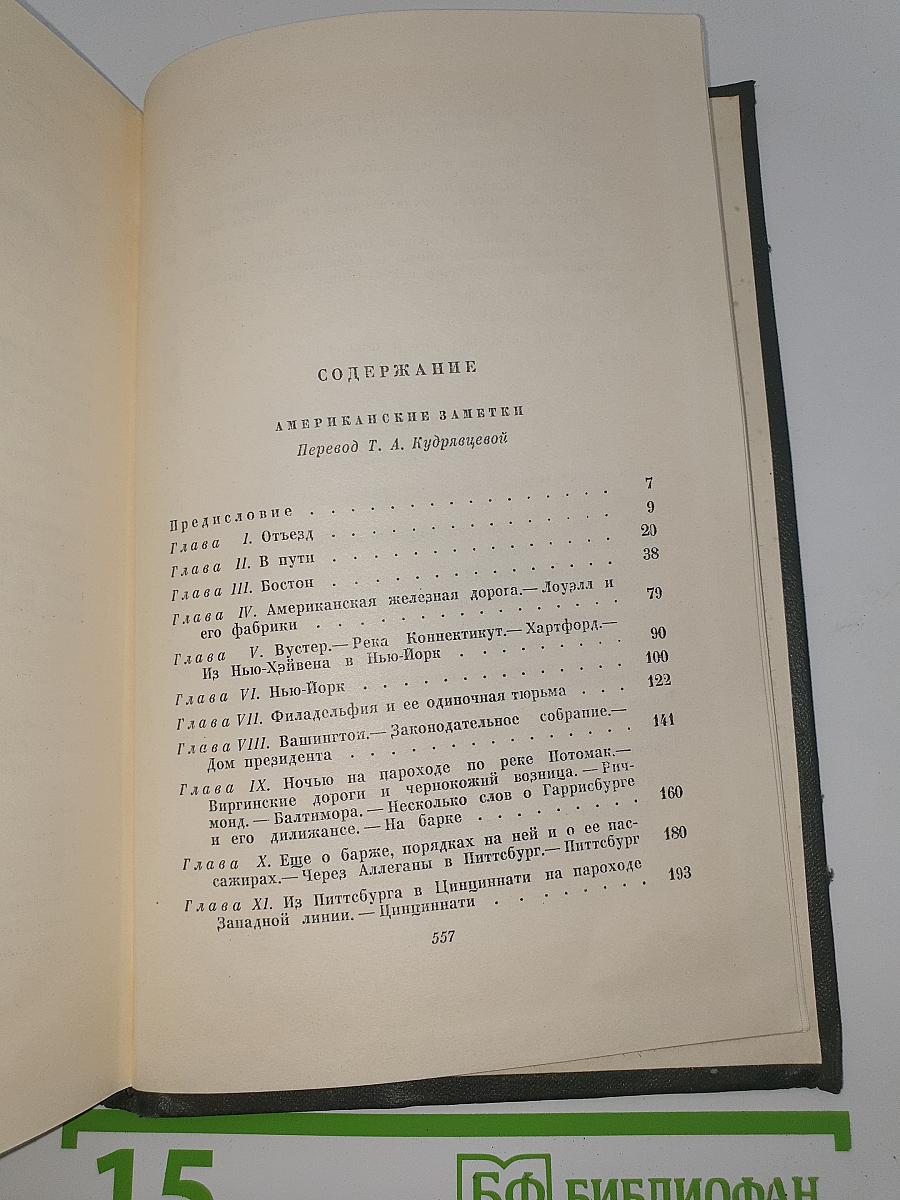 СОДЕРЖАНИЕ
АМЕРИКАНСКИЕ ЗАМЕТКИ
Перевод Т. А. Кудрявцевой
Предисловие . . . . . . . . . . . . . . . 7
Глава I. Отъезд . . . . . . . . . . . . . . 9
Глава II. В пути . . . . . . . . . . . . . . 20
Глава III. Бостон . . . . . . . . . . . . . . 38
Глава IV. Американская железная дорога.— Лоуэлл и
его фабрики . . . . . . . . . . . . . . . 79
Глава V. Вустер.— Река Коннектикут.— Хартфорд.—
Из Нью-Хэйвена в Нью-Йорк . . . . . . . . 90
Глава VI. Нью-Йорк . . . . . . . . . . . . . 100
Глава VII. Филадельфия и ее одиночная тюрьма . . . 122
Глава VIII. Вашингтон.— Законодательное собрание.—
Дом президента . . . . . . . . . . . . . . 141
Глава IX. Ночью на пароходе по реке Потомак.—
Виргинские дороги и чернокожий возница. — Рич-
монд. — Балтимора. — Несколько слов о Гаррисбурге
и его дилижансе. — На барке . . . . . . . . . 160
Глава X. Еще о барже, порядках на ней и о ее пас-
сажирах.— Через Аллеганы в Питтсбург.— Питтсбург 180
Глава XI. Из Питтсбурга в Цинциннати на пароходе
Западной линии. — Цинциннати . . . . . . . . 193
557
15
БФ БИБЛИОФАН